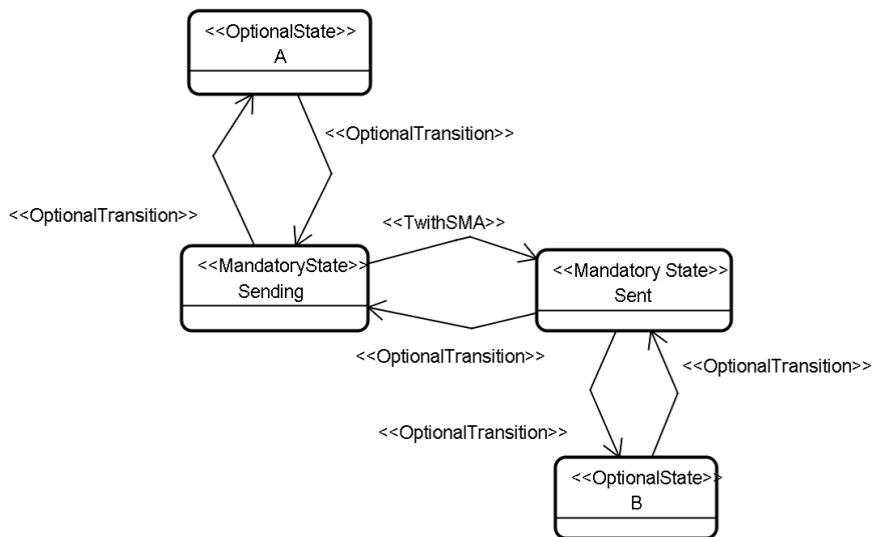 <<OptionalState>>
A
<<OptionalTransition>>
<<OptionalTransition>>
<<TwithSMA>>
<<MandatoryState>>
Sending
<<Mandatory State>>
Sent
<<OptionalTransition>>
<<OptionalTransition>>
<<OptionalTransition>>
<<OptionalState>>
B